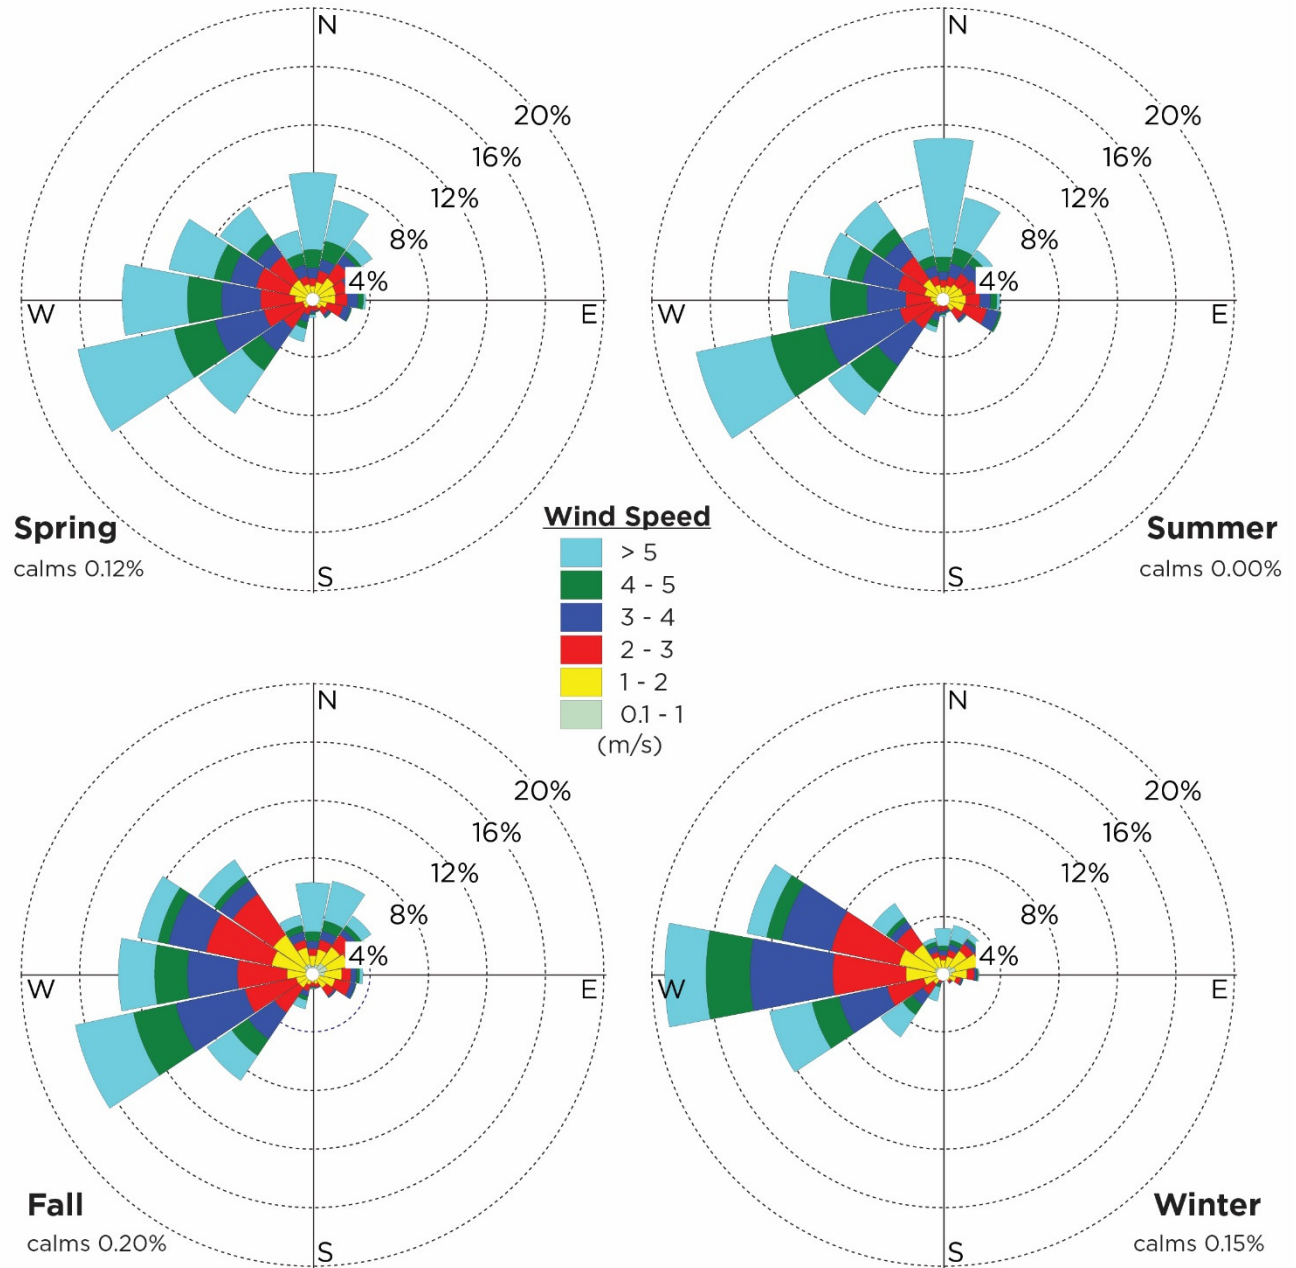 N
20%
16%
12%
8%
4%
W
E
S
Spring
calms 0.12%
N
20%
16%
12%
8%
4%
W
E
S
Summer
calms 0.00%
Wind Speed
> 5
4 - 5
3 - 4
2 - 3
1 - 2
0.1 - 1
(m/s)
N
20%
16%
12%
8%
4%
W
E
S
Fall
calms 0.20%
N
20%
16%
12%
8%
4%
W
E
S
Winter
calms 0.15%